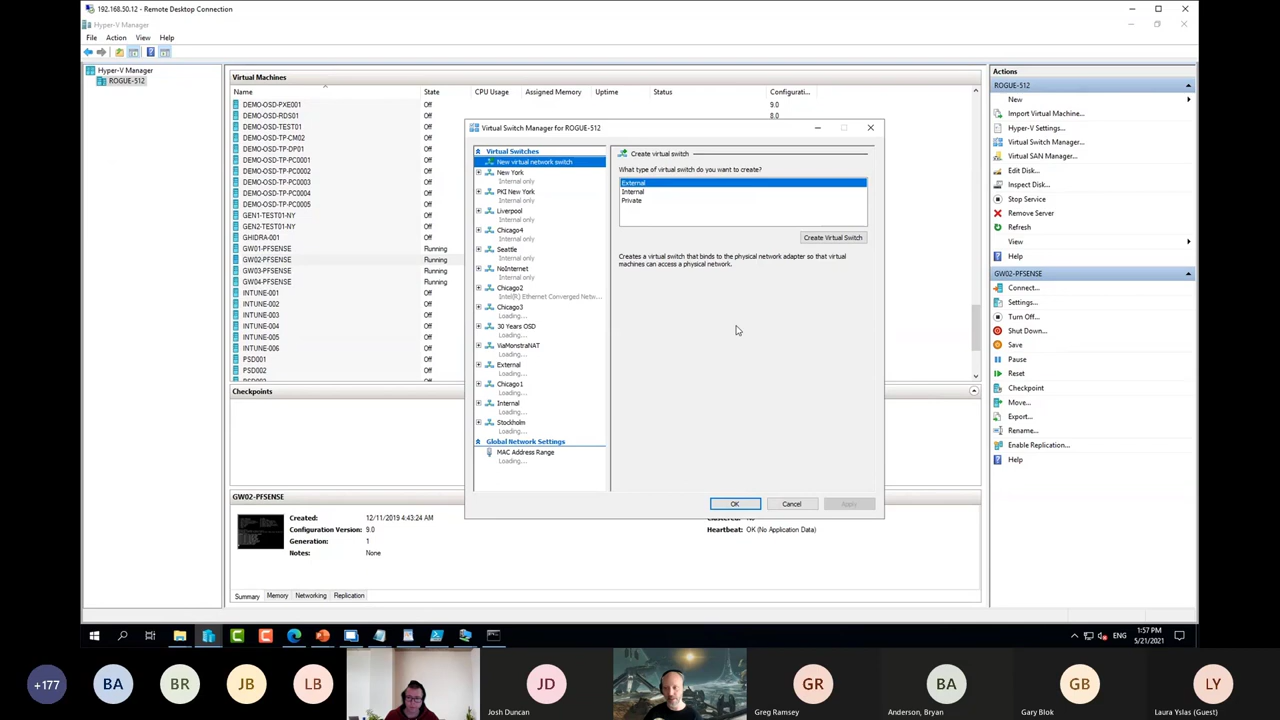 192.168.50.12 - Remote Desktop Connection
Hyper-V Manager
File Action View Help
Hyper-V Manager
ROGUE-512
Virtual Machines
Name State CPU Usage Assigned Memory Uptime Status Configurati...
DEMO-OSD-PXE001 Off 9.0
DEMO-OSD-RDS01 Off 8.0
DEMO-OSD-TEST01 Off
DEMO-OSD-TP-CM02 Off
DEMO-OSD-TP-DP01 Off
DEMO-OSD-TP-PC0001 Off
DEMO-OSD-TP-PC0002 Off
DEMO-OSD-TP-PC0003 Off
DEMO-OSD-TP-PC0004 Off
DEMO-OSD-TP-PC0005 Off
GEN1-TEST01-NY Off
GEN2-TEST01-NY Off
GHIDRA-001 Off
GW01-PFSENSE Running
GW02-PFSENSE Running
GW03-PFSENSE Running
GW04-PFSENSE Running
INTUNE-001 Off
INTUNE-002 Off
INTUNE-003 Off
INTUNE-004 Off
INTUNE-005 Off
INTUNE-006 Off
PSD001 Off
PSD002 Off
Off
Checkpoints
GW02-PFSENSE
Created: 12/11/2019 4:43:24 AM
Configuration Version: 9.0
Generation: 1
Notes: None
Heartbeat: OK (No Application Data)
Summary Memory Networking Replication
Virtual Switch Manager for ROGUE-512
Virtual Switches
New virtual network switch
New York
Internal only
PKI New York
Internal only
Liverpool
Internal only
Chicago4
Internal only
Seattle
Internal only
NoInternet
Internal only
Chicago2
Intel(R) Ethernet Converged Netw...
Chicago3
Loading...
30 Years OSD
Loading...
ViaMonstraNAT
Loading...
External
Loading...
Chicago1
Loading...
Internal
Loading...
Stockholm
Loading...
Global Network Settings
MAC Address Range
Loading...
Create virtual switch
What type of virtual switch do you want to create?
External
Internal
Private
Create Virtual Switch
Creates a virtual switch that binds to the physical network adapter so that virtual
machines can access a physical network.
OK Cancel Apply
Actions
ROGUE-512
New
Import Virtual Machine...
Hyper-V Settings...
Virtual Switch Manager...
Virtual SAN Manager...
Edit Disk...
Inspect Disk...
Stop Service
Remove Server
Refresh
View
Help
GW02-PFSENSE
Connect...
Settings...
Turn Off...
Shut Down...
Save
Pause
Reset
Checkpoint
Move...
Export...
Rename...
Enable Replication...
Help
ENG
1:57 PM
5/21/2021
+177 BA BR JB LB JD GR BA GB LY
Josh Duncan Greg Ramsey Anderson, Bryan Gary Blok Laura Yslas (Guest)